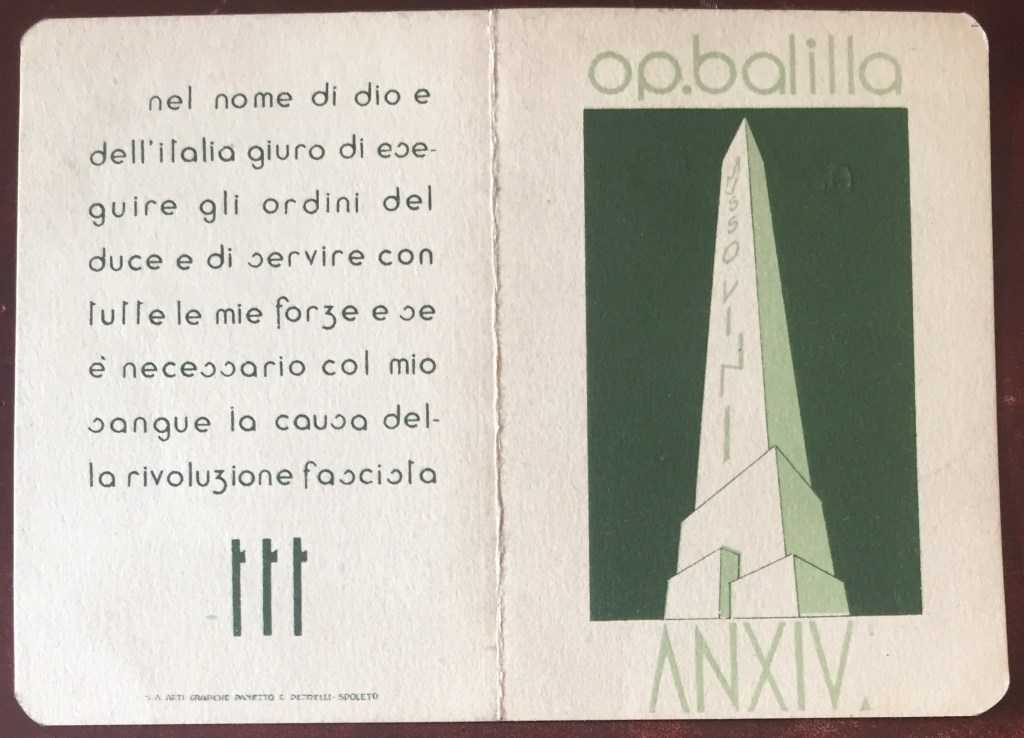 nel nome di dio e
dell'italia giuro di ese-
guire gli ordini del
duce e di servire con
tutte le mie forze e se
è necessario col mio
sangue la causa del-
la rivoluzione fascista
S. A. ARTI GRAFICHE PANETTO & PETRELLI - SPOLETO
op.balilla
MUSSOLINI
ANXIV.